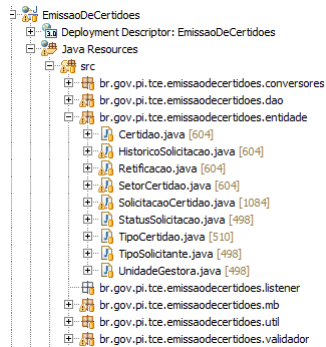 EmissaoDeCertidoes
Deployment Descriptor: EmissaoDeCertidoes
Java Resources
src
br.gov.pi.tce.emissaodecertidoes.conversores
br.gov.pi.tce.emissaodecertidoes.dao
br.gov.pi.tce.emissaodecertidoes.entidade
Certidao.java [604]
HistoricoSolicitacao.java [604]
Retificacao.java [604]
SetorCertidao.java [604]
SolicitacaoCertidao.java [1084]
StatusSolicitacao.java [498]
TipoCertidao.java [510]
TipoSolicitante.java [498]
UnidadeGestora.java [498]
br.gov.pi.tce.emissaodecertidoes.listener
br.gov.pi.tce.emissaodecertidoes.mb
br.gov.pi.tce.emissaodecertidoes.util
br.gov.pi.tce.emissaodecertidoes.validador